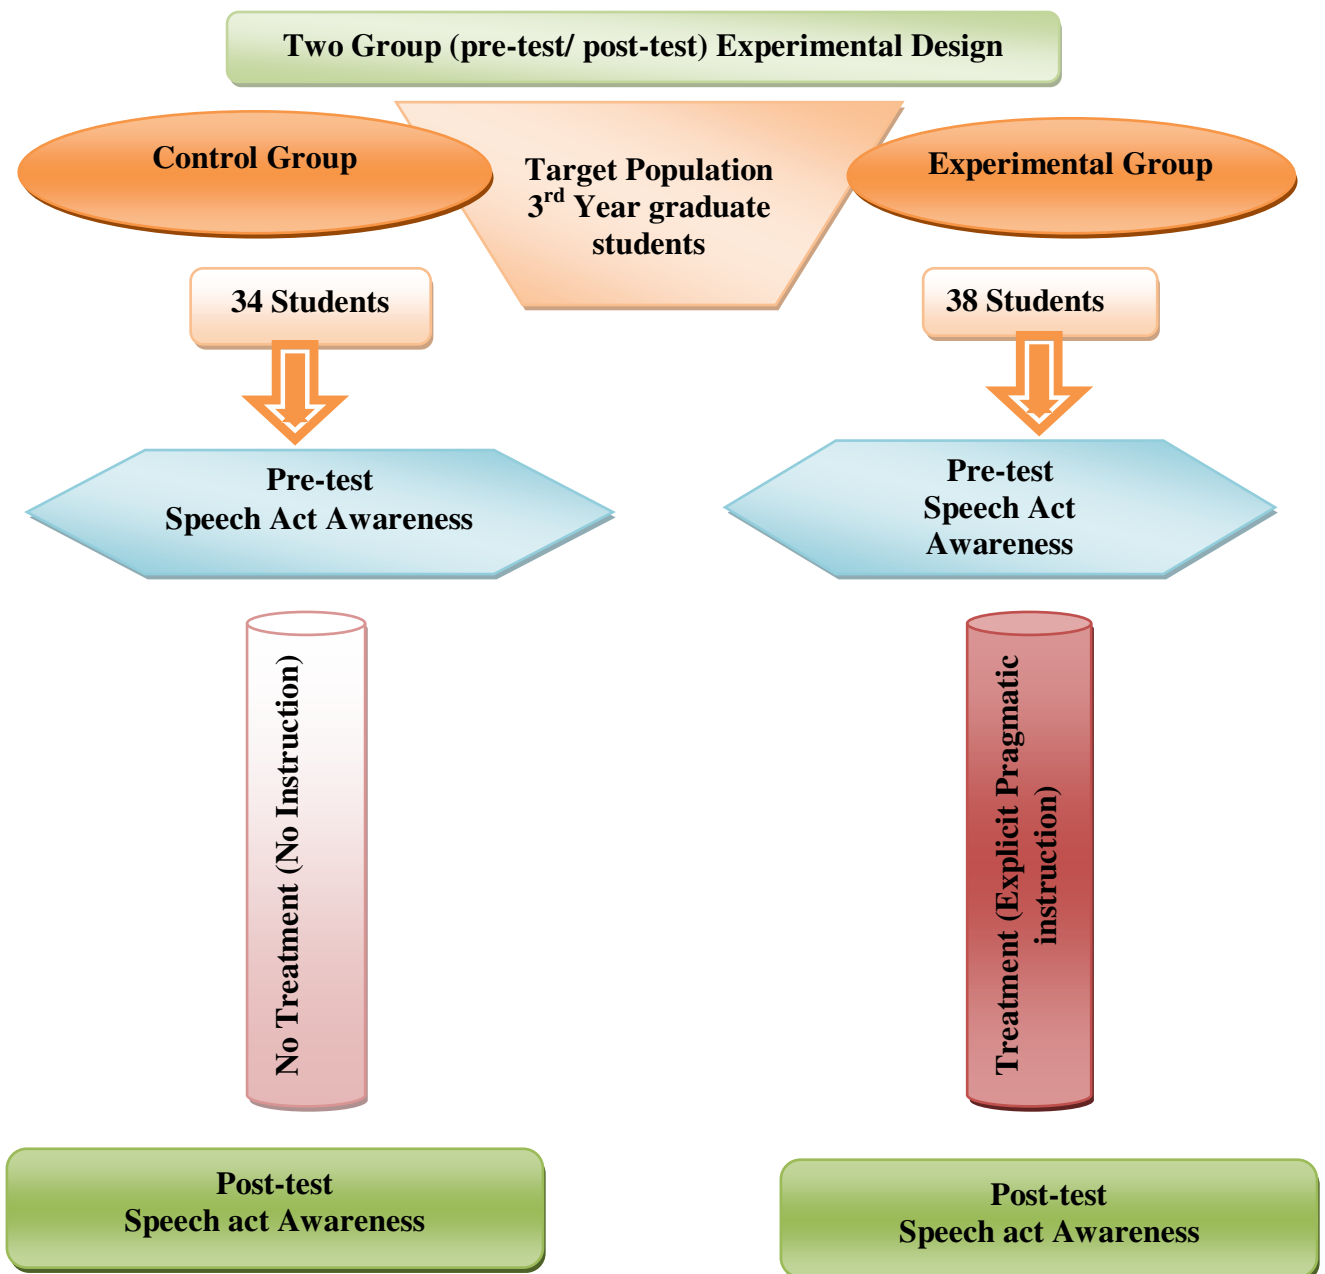 Two Group (pre-test/ post-test) Experimental Design
Control Group
Target Population
3rd Year graduate
students
Experimental Group
34 Students
38 Students
Pre-test
Speech Act Awareness
Pre-test
Speech Act
Awareness
No Treatment (No Instruction)
Treatment (Explicit Pragmatic
instruction)
Post-test
Speech act Awareness
Post-test
Speech act Awareness